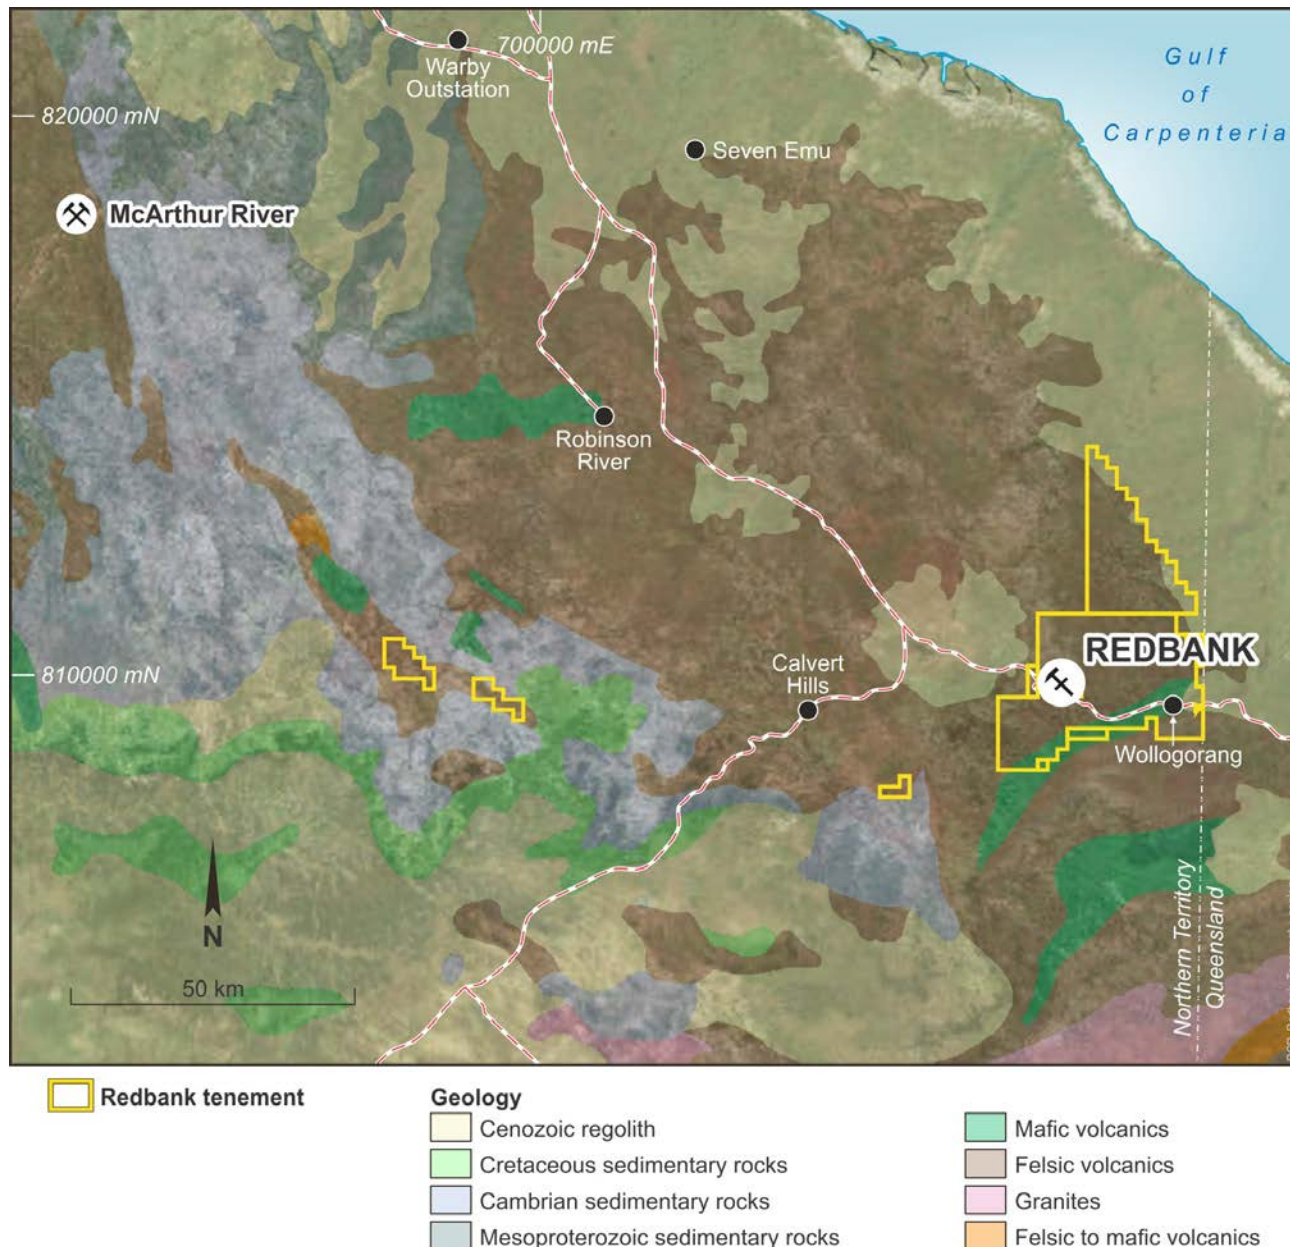 700000 mE
Warby
Outstation
Gulf
of
Carpenteria
820000 mN
Seven Emu
McArthur River
Robinson
River
REDBANK
Calvert
Hills
810000 mN
Wollogorang
N
50 km
Northern Territory
Queensland
Redbank tenement
Geology
Cenozoic regolith
Cretaceous sedimentary rocks
Cambrian sedimentary rocks
Mesoproterozoic sedimentary rocks
Mafic volcanics
Felsic volcanics
Granites
Felsic to mafic volcanics